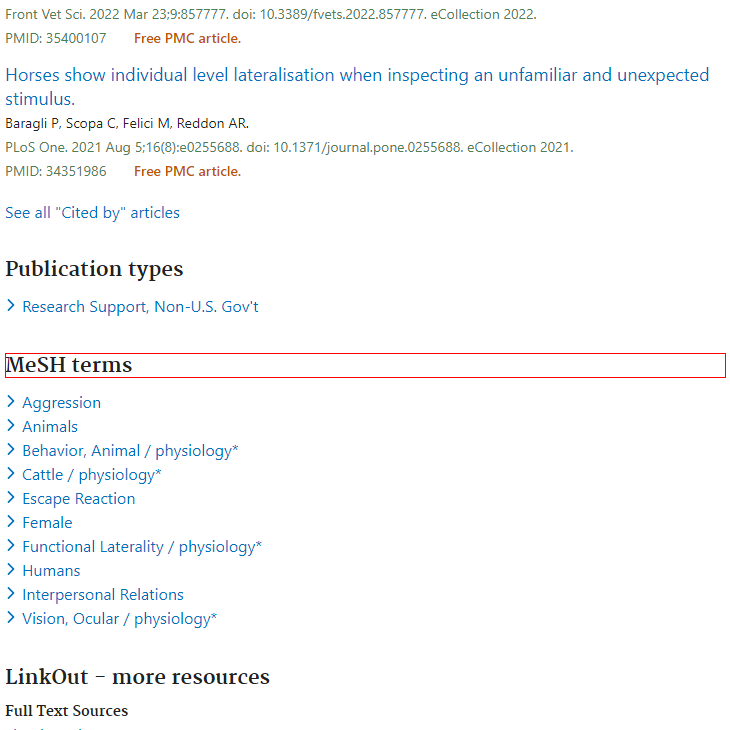 Front Vet Sci. 2022 Mar 23;9:857777. doi: 10.3389/fvets.2022.857777. eCollection 2022.
PMID: 35400107 Free PMC article.
Horses show individual level lateralisation when inspecting an unfamiliar and unexpected
stimulus.
Baragli P, Scopa C, Felici M, Reddon AR.
PLoS One. 2021 Aug 5;16(8):e0255688. doi: 10.1371/journal.pone.0255688. eCollection 2021.
PMID: 34351986 Free PMC article.
See all "Cited by" articles
Publication types
Research Support, Non-U.S. Gov't
MeSH terms
Aggression
Animals
Behavior, Animal / physiology*
Cattle / physiology*
Escape Reaction
Female
Functional Laterality / physiology*
Humans
Interpersonal Relations
Vision, Ocular / physiology*
LinkOut - more resources
Full Text Sources